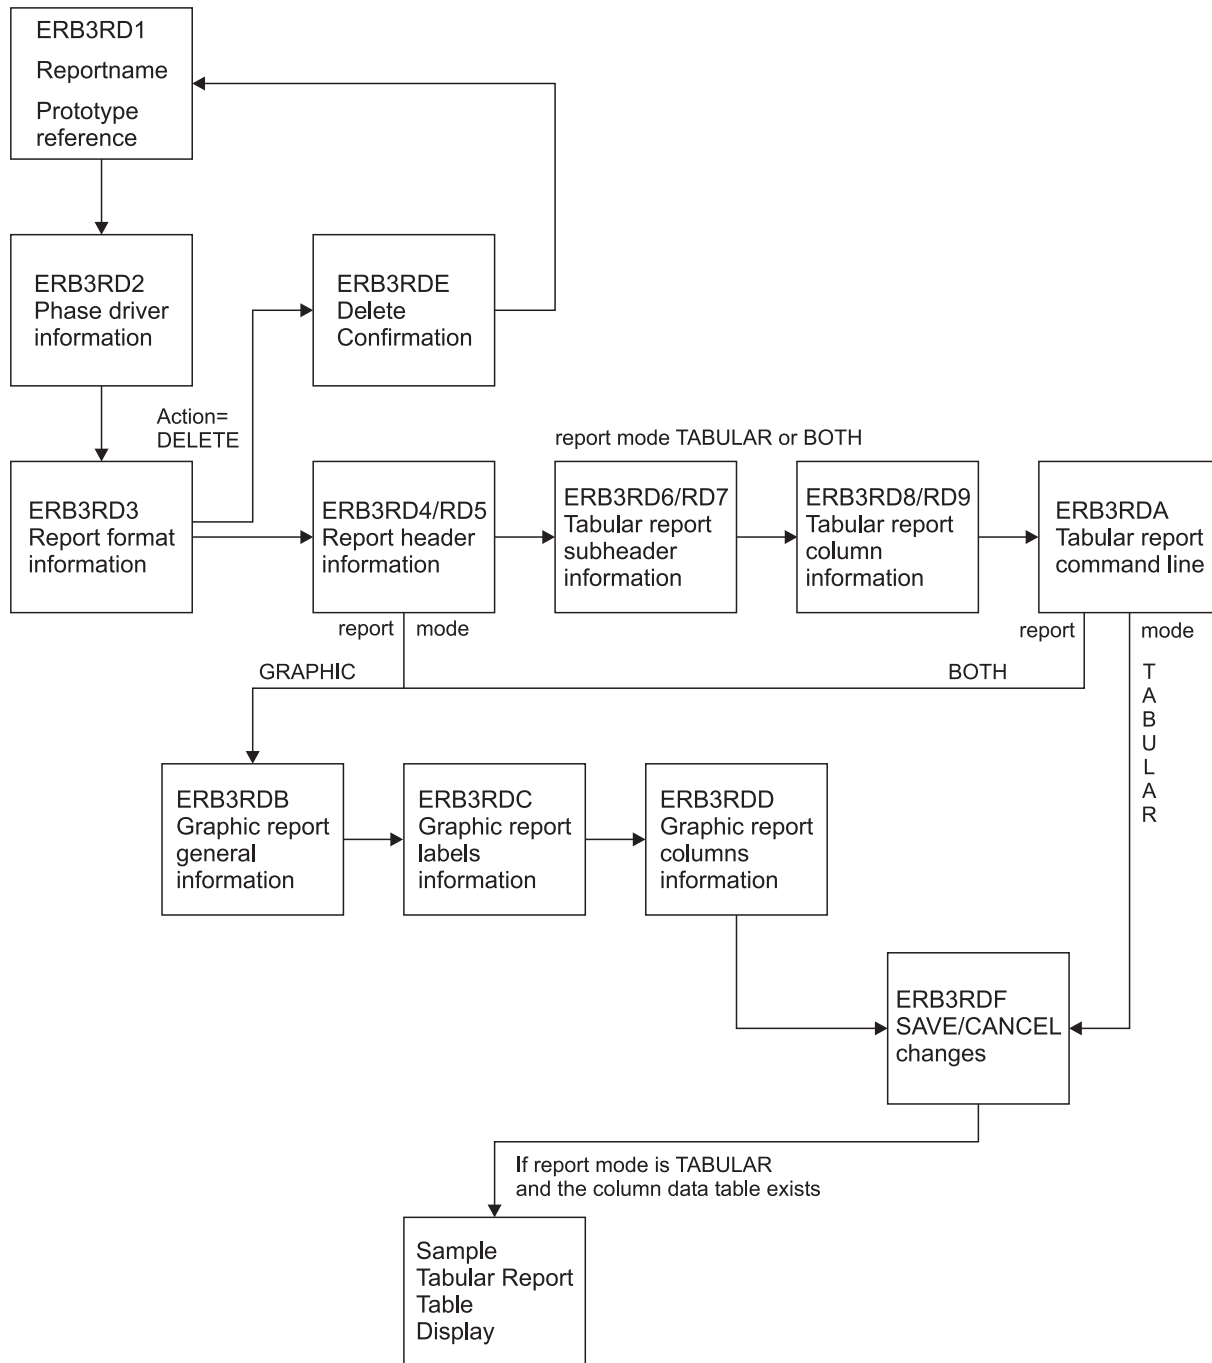 ERB3RD1
Reportname
Prototype
reference
ERB3RD2
Phase driver
information
ERB3RDE
Delete
Confirmation
Action=
DELETE
report mode TABULAR or BOTH
ERB3RD3
Report format
information
ERB3RD4/RD5
Report header
information
ERB3RD6/RD7
Tabular report
subheader
information
ERB3RD8/RD9
Tabular report
column
information
ERB3RDA
Tabular report
command line
report mode
report mode
GRAPHIC
BOTH
T
A
B
U
L
A
R
ERB3RDB
Graphic report
general
information
ERB3RDC
Graphic report
labels
information
ERB3RDD
Graphic report
columns
information
ERB3RDF
SAVE/CANCEL
changes
If report mode is TABULAR
and the column data table exists
Sample
Tabular Report
Table
Display